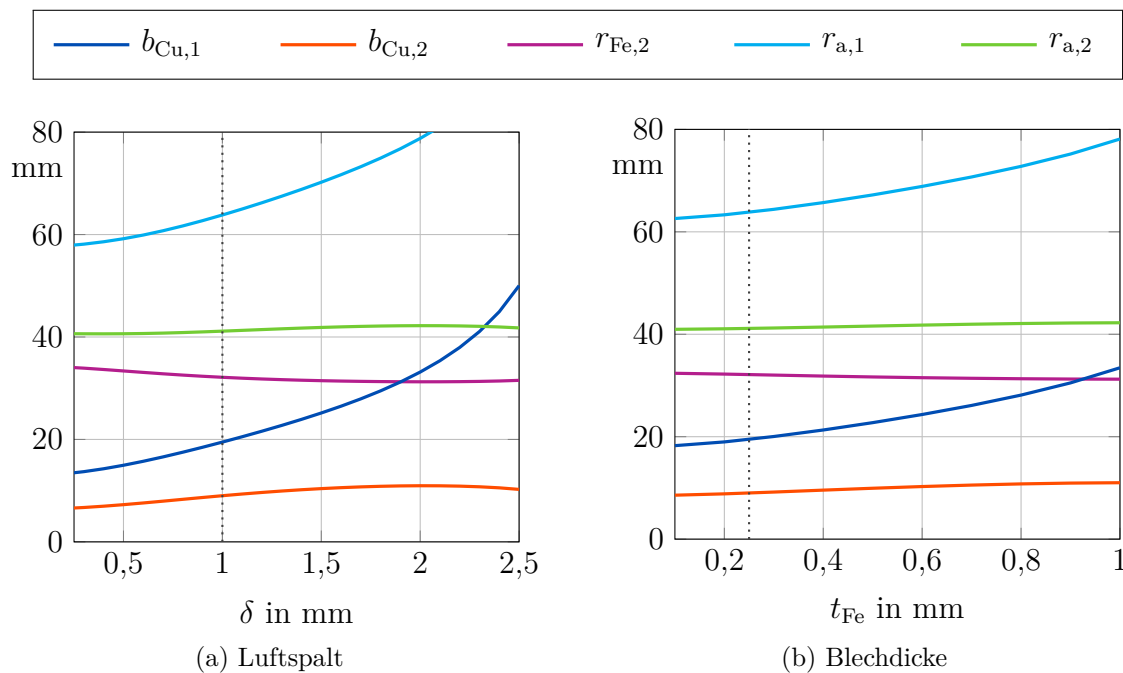 b_Cu,1 b_Cu,2 r_Fe,2 r_a,1 r_a,2
80
mm
60
40
20
0
0,5 1 1,5 2 2,5
δ in mm
(a) Luftspalt
80
mm
60
40
20
0
0,2 0,4 0,6 0,8 1
t_Fe in mm
(b) Blechdicke